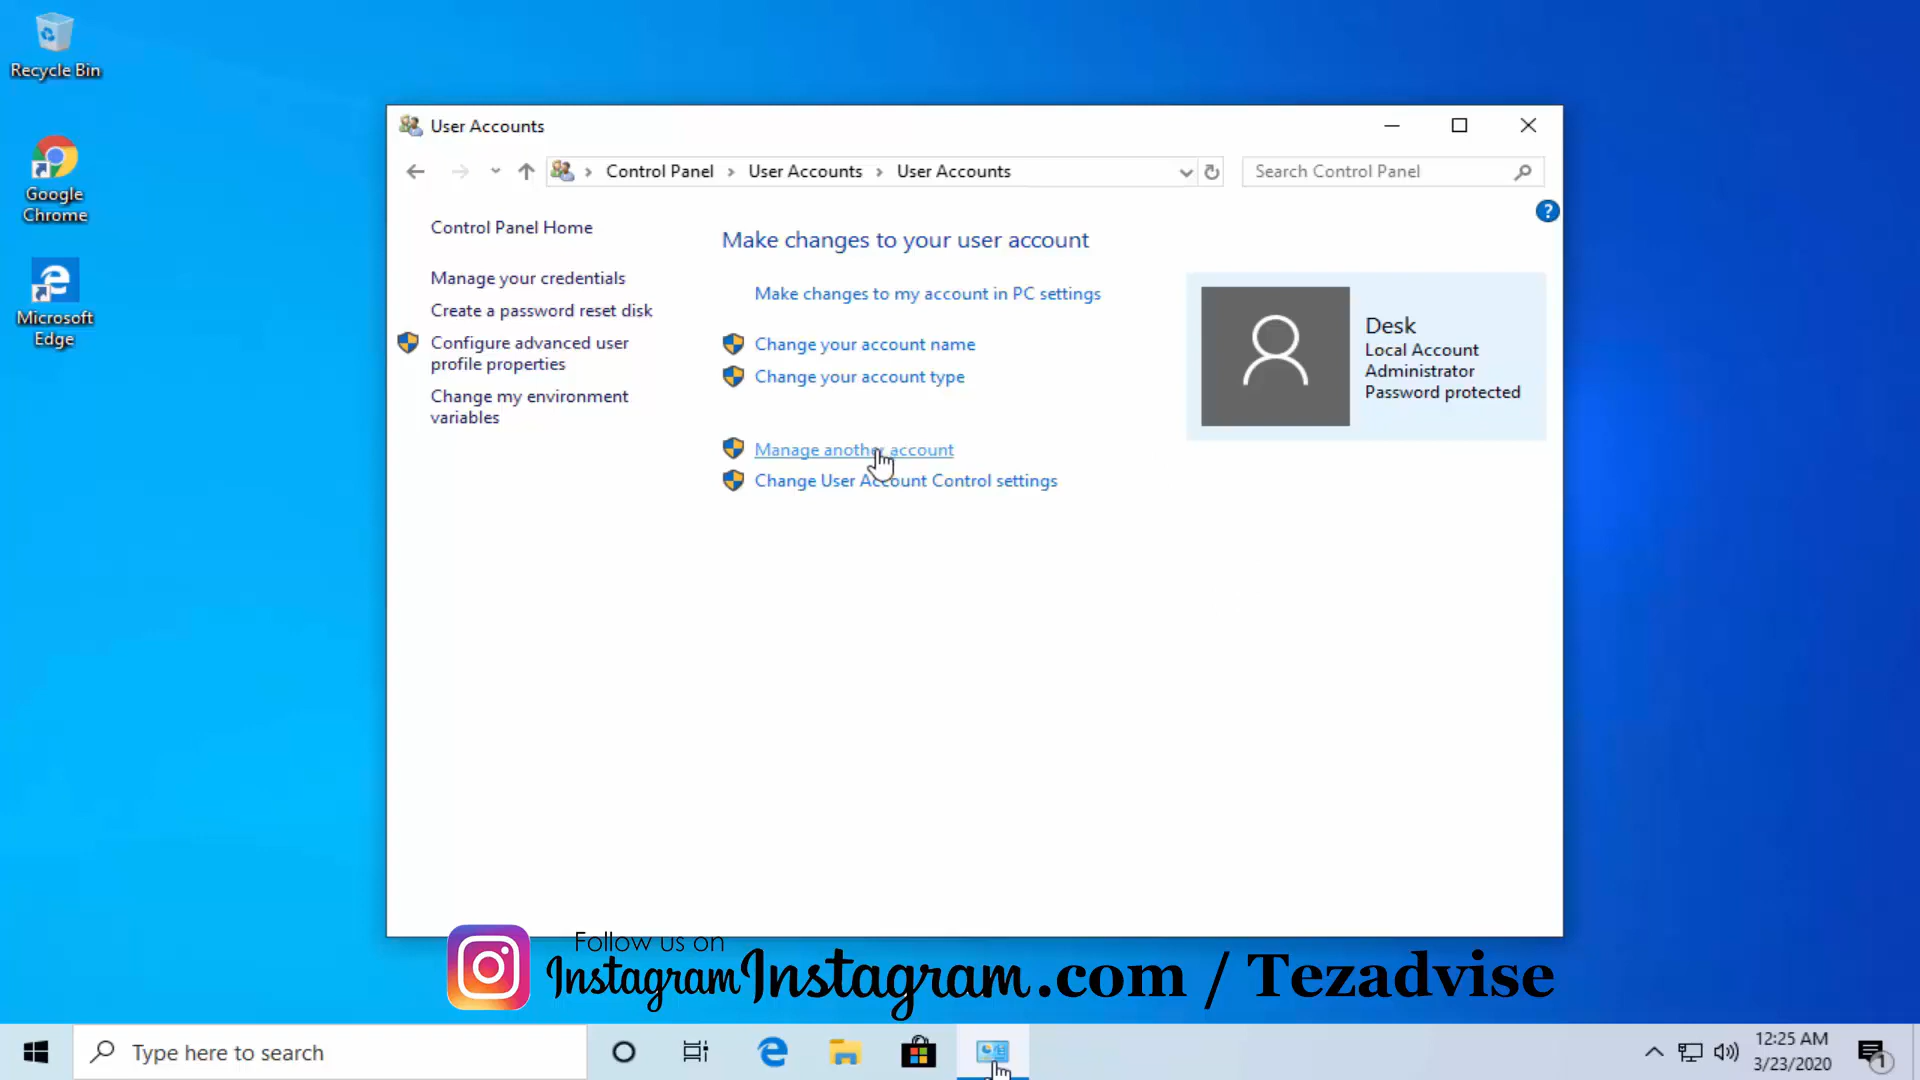 Recycle Bin
Google
Chrome
Microsoft
Edge
User Accounts
Control Panel > User Accounts > User Accounts
Search Control Panel
?
Control Panel Home
Manage your credentials
Create a password reset disk
Configure advanced user
profile properties
Change my environment
variables
Make changes to your user account
Make changes to my account in PC settings
Change your account name
Change your account type
Manage another account
Change User Account Control settings
Desk
Local Account
Administrator
Password protected
Follow us on
Instagram Instagram.com / Tezadvise
Type here to search
12:25 AM
3/23/2020
1